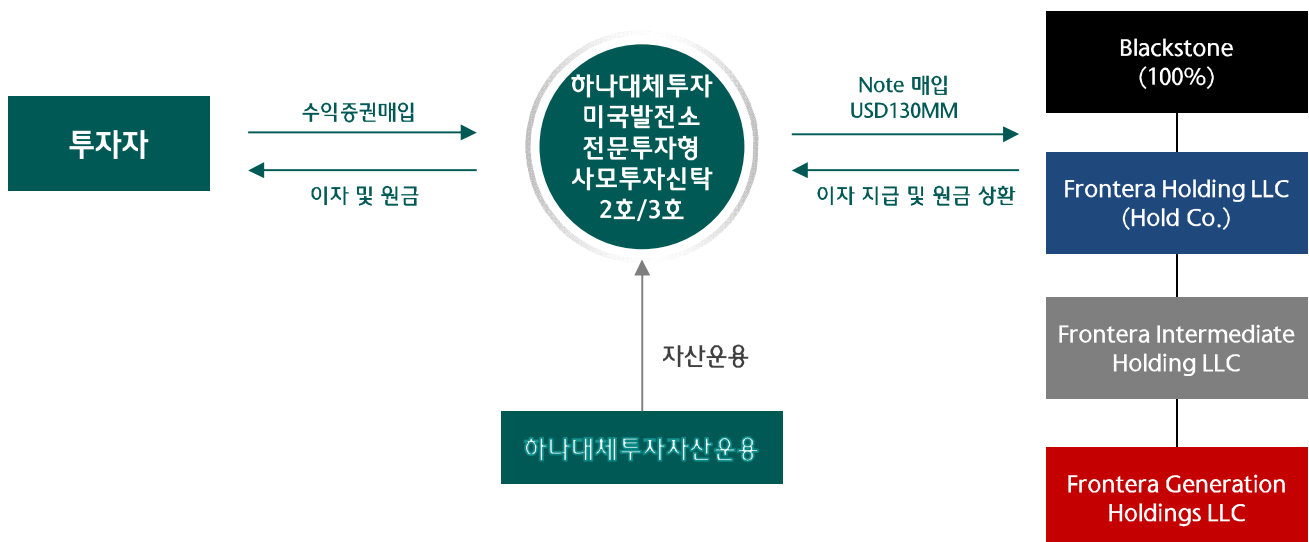 투자자
수익증권매입
이자 및 원금
하나대체투자
미국발전소
전문투자형
사모투자신탁
2호/3호
Note 매입
USD130MM
이자 지급 및 원금 상환
자산운용
하나대체투자자산운용
Blackstone
(100%)
Frontera Holding LLC
(Hold Co.)
Frontera Intermediate
Holding LLC
Frontera Generation
Holdings LLC